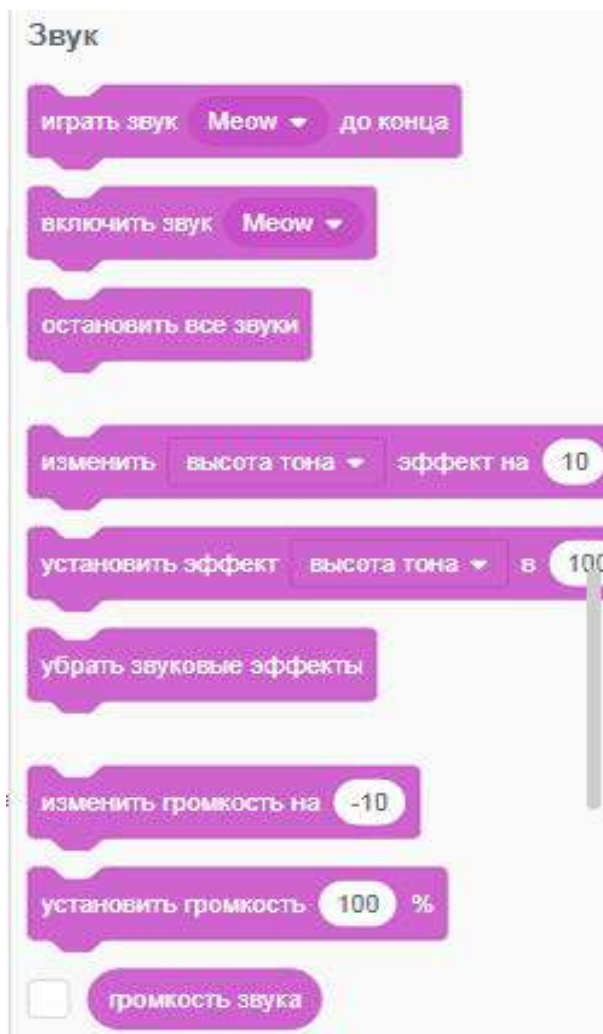 Звук
играть звук Meow до конца
включить звук Meow
остановить все звуки
изменить высота тона эффект на 10
установить эффект высота тона в 100
убрать звуковые эффекты
изменить громкость на -10
установить громкость 100 %
громкость звука